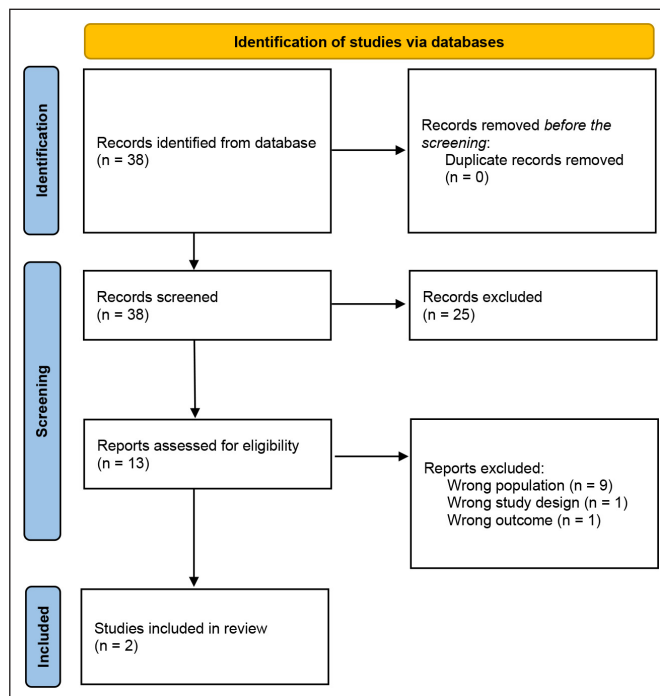 Identification of studies via databases
Identification
Records identified from database
(n = 38)
Records removed before the
screening:
Duplicate records removed
(n = 0)
Screening
Records screened
(n = 38)
Records excluded
(n = 25)
Reports assessed for eligibility
(n = 13)
Reports excluded:
Wrong population (n = 9)
Wrong study design (n = 1)
Wrong outcome (n = 1)
Included
Studies included in review
(n = 2)